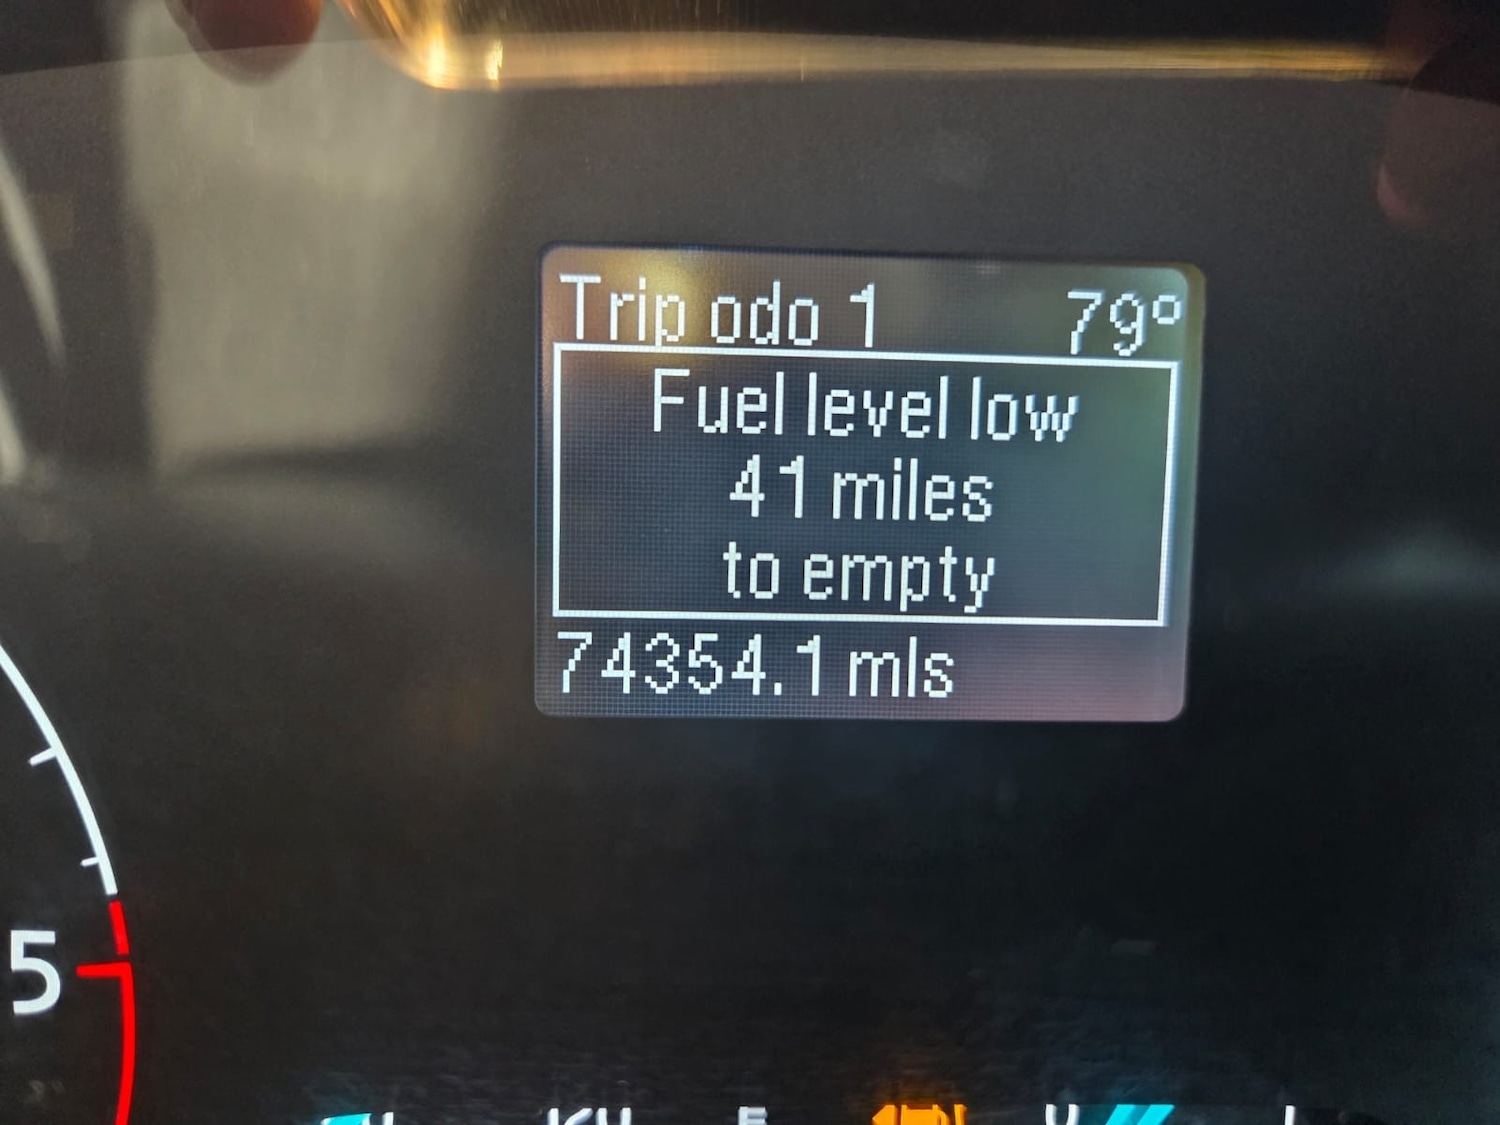 Trip odo 1 79°
Fuel level low
41 miles
to empty
74354.1 mls
5